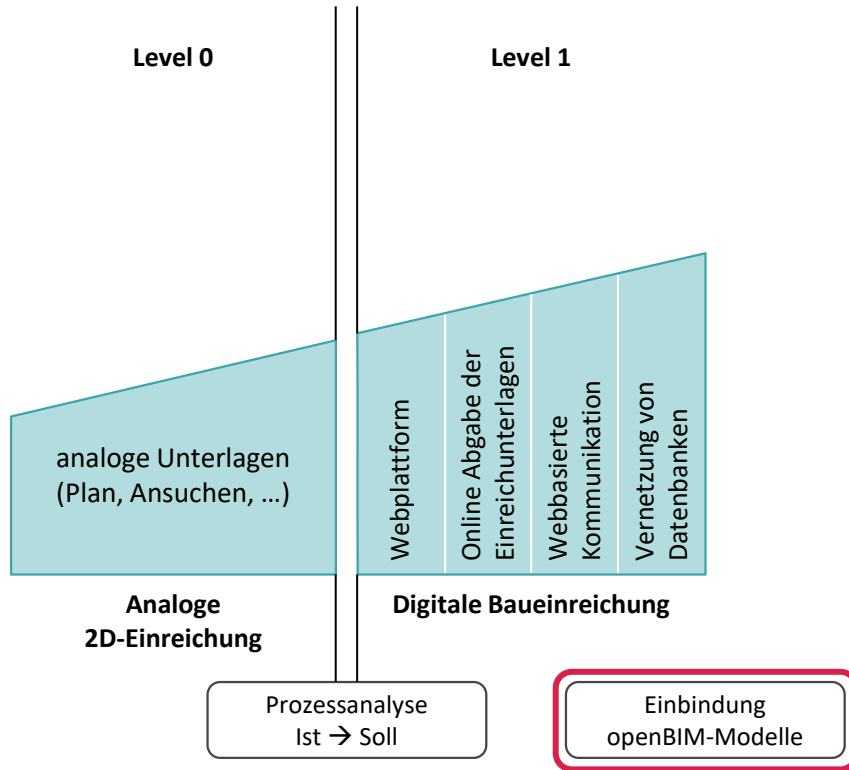 Level 0
Level 1
analoge Unterlagen
(Plan, Ansuchen, …)
Webplattform
Online Abgabe der
Einreichunterlagen
Webbasierte
Kommunikation
Vernetzung von
Datenbanken
Analoge
2D-Einreichung
Digitale Baueinreichung
Prozessanalyse
Ist → Soll
Einbindung
openBIM-Modelle